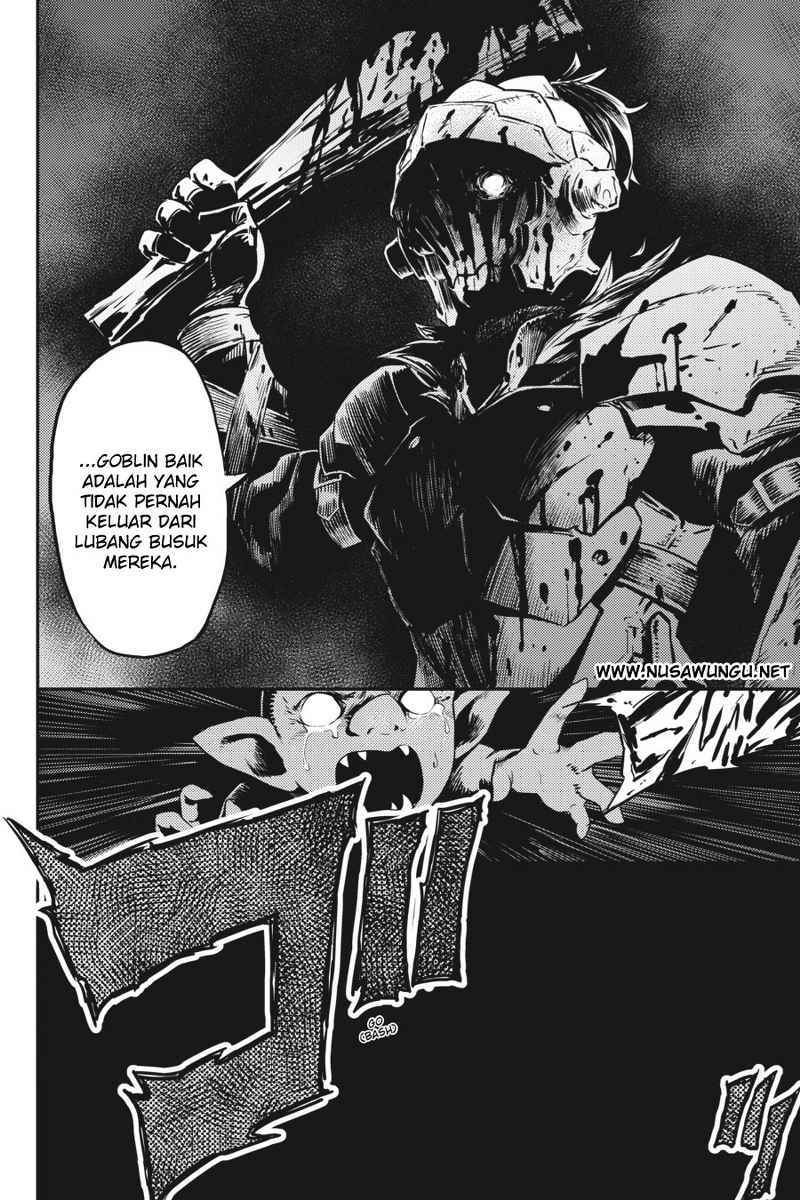 ...GOBLIN BAIK
ADALAH YANG
TIDAK PERNAH
KELUAR DARI
LUBANG BUSUK
MEREKA.
WWW.NUSAWUNGU.NET
ゴ
GO
(BASH)
ッ